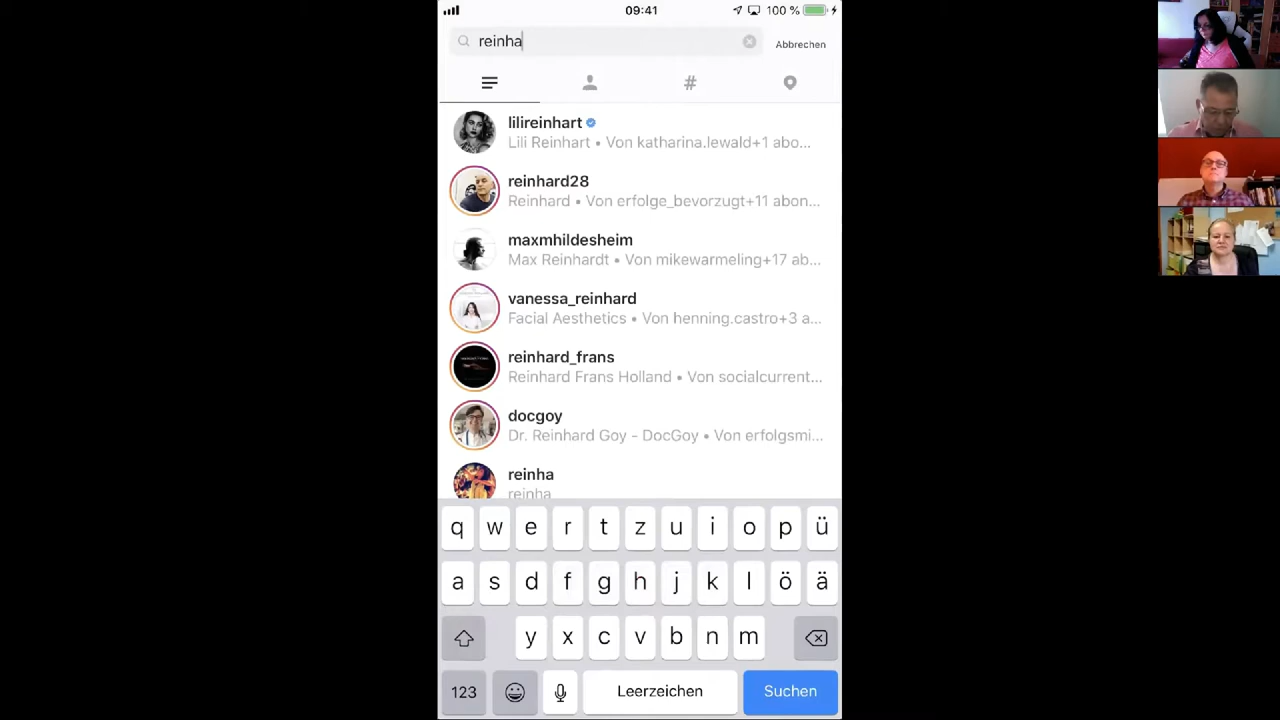 09:41
100 %
reinha
Abbrechen
#
lilireinhart
Lili Reinhart • Von katharina.lewald+1 abo...
reinhard28
Reinhard • Von erfolge_bevorzugt+11 abon...
maxmhildesheim
Max Reinhardt • Von mikewarmeling+17 ab...
vanessa_reinhard
Facial Aesthetics • Von henning.castro+3 a...
reinhard_frans
Reinhard Frans Holland • Von socialcurrent...
docgoy
Dr. Reinhard Goy - DocGoy • Von erfolgsmi...
reinha
reinha
q w e r t z u i o p ü
a s d f g h j k l ö ä
y x c v b n m
123 Leerzeichen Suchen